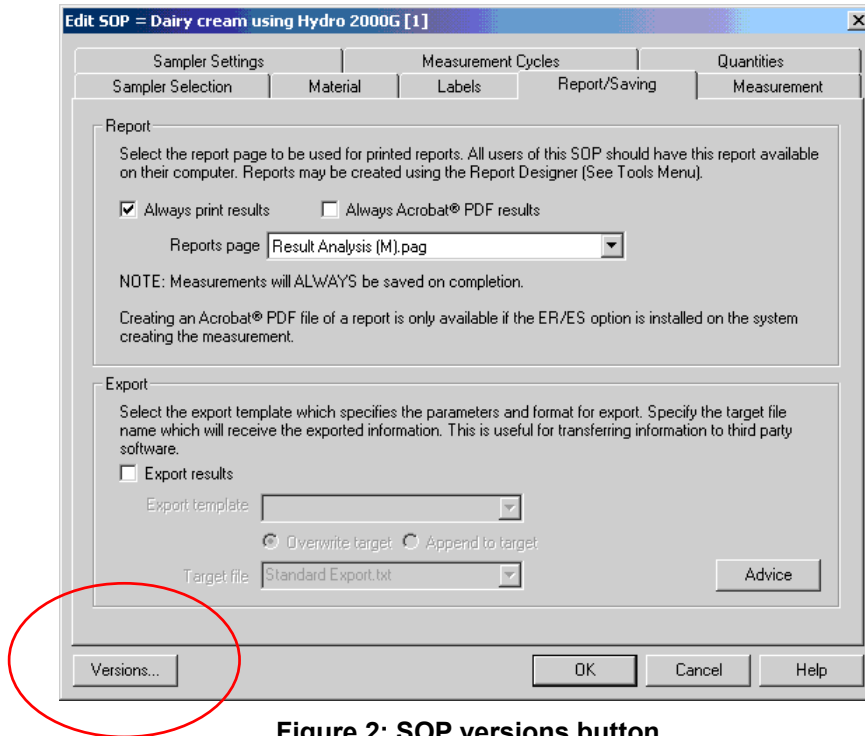 Edit SOP = Dairy cream using Hydro 2000G [1]
Sampler Settings Measurement Cycles Quantities
Sampler Selection Material Labels Report/Saving Measurement
Report
Select the report page to be used for printed reports. All users of this SOP should have this report available
on their computer. Reports may be created using the Report Designer (See Tools Menu).
Always print results Always Acrobat® PDF results
Reports page Result Analysis (M).pag
NOTE: Measurements will ALWAYS be saved on completion.
Creating an Acrobat® PDF file of a report is only available if the ER/ES option is installed on the system
creating the measurement.
Export
Select the export template which specifies the parameters and format for export. Specify the target file
name which will receive the exported information. This is useful for transferring information to third party
software.
Export results
Export template
Overwrite target Append to target
Target file Standard Export.txt Advice
Versions... OK Cancel Help
Figure 2: SOP versions button